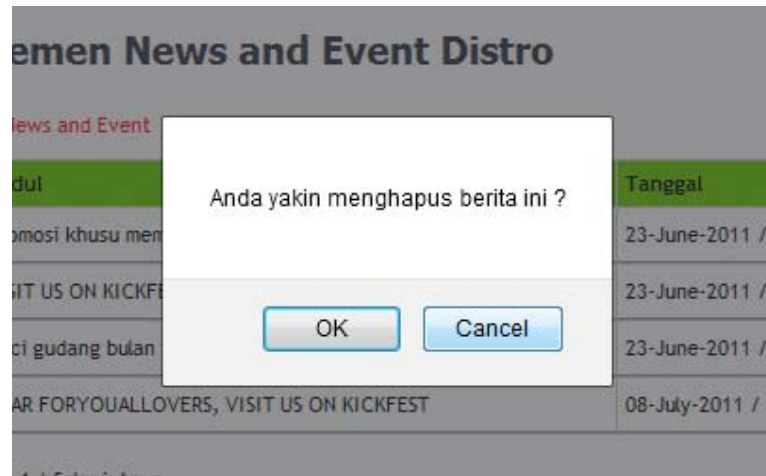 emen News and Event Distro
News and Event
dul Tanggal
Anda yakin menghapus berita ini ?
omosi khusu mem 23-June-2011 /
SIT US ON KICKFE 23-June-2011 /
OK Cancel
ci gudang bulan 23-June-2011 /
AR FORYOUALLOVERS, VISIT US ON KICKFEST 08-July-2011 /